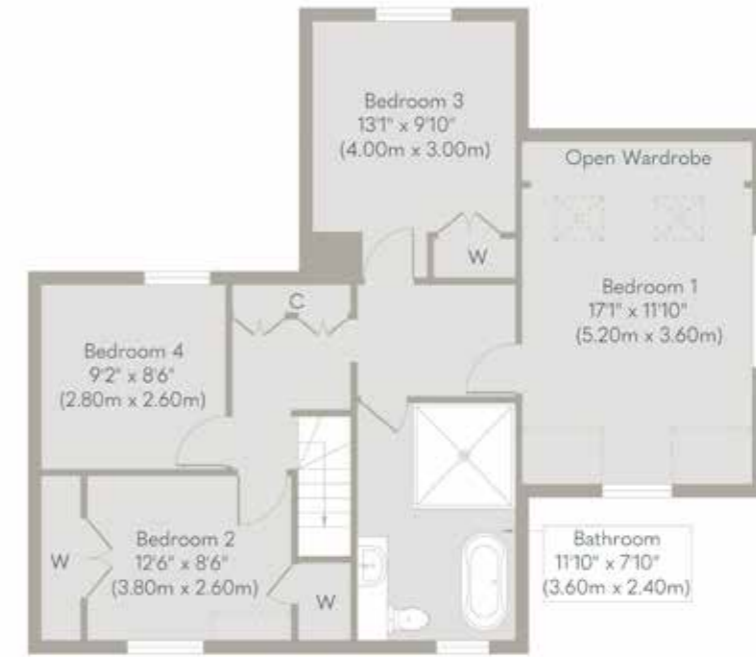 Bedroom 3
13'1" x 9'10"
(4.00m x 3.00m)
Open Wardrobe
W
Bedroom 1
17'1" x 11'10"
(5.20m x 3.60m)
C
Bedroom 4
9'2" x 8'6"
(2.80m x 2.60m)
Bedroom 2
12'6" x 8'6"
(3.80m x 2.60m)
W
W
Bathroom
11'10" x 7'10"
(3.60m x 2.40m)